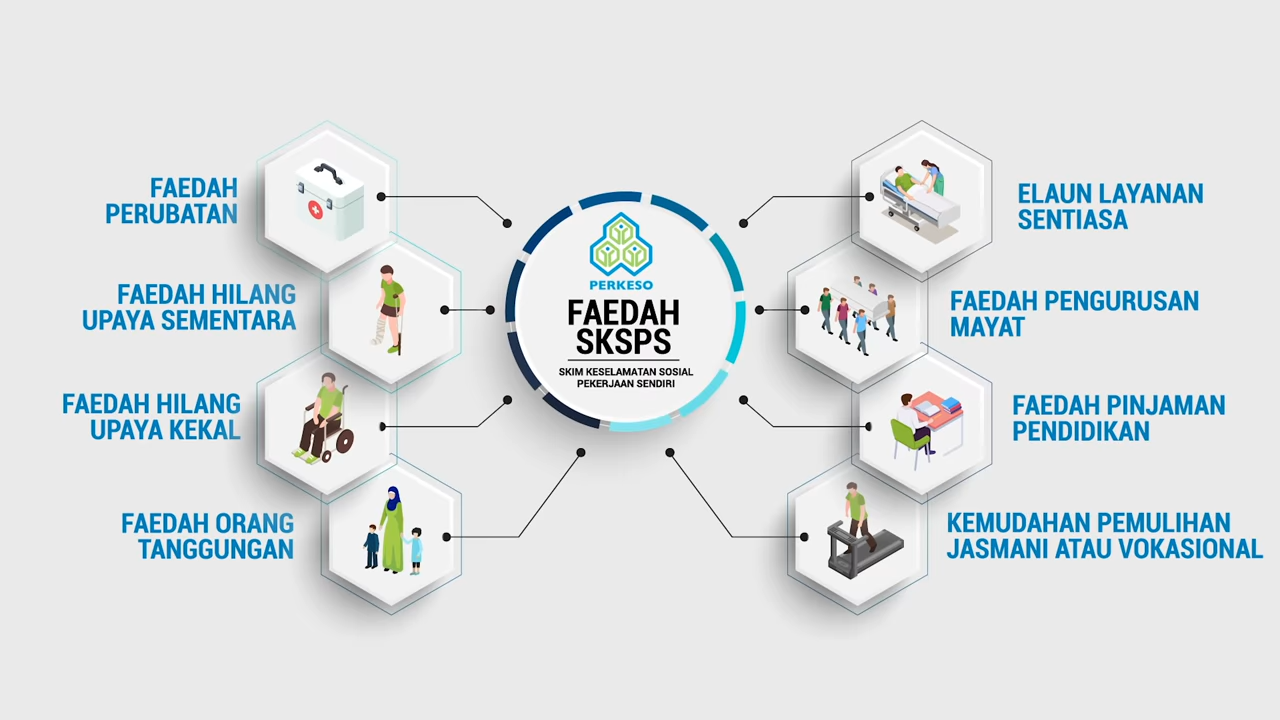 FAEDAH
PERUBATAN
FAEDAH HILANG
UPAYA SEMENTARA
FAEDAH HILANG
UPAYA KEKAL
FAEDAH ORANG
TANGGUNGAN
PERKESO
FAEDAH
SKSPS
SKIM KESELAMATAN SOSIAL
PEKERJAAN SENDIRI
ELAUN LAYANAN
SENTIASA
FAEDAH PENGURUSAN
MAYAT
FAEDAH PINJAMAN
PENDIDIKAN
KEMUDAHAN PEMULIHAN
JASMANI ATAU VOKASIONAL